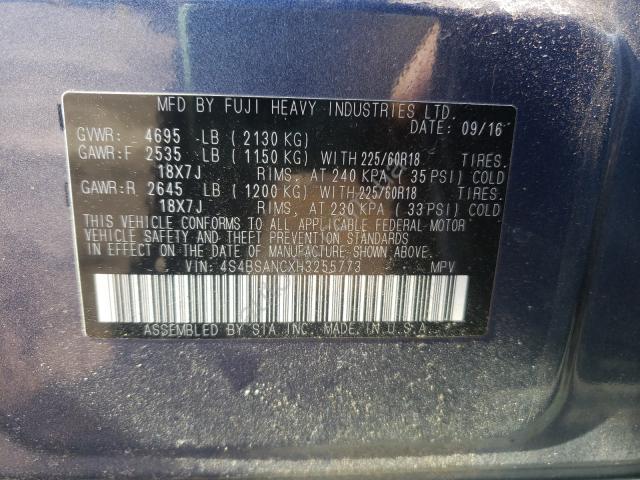 MFD BY FUJI HEAVY INDUSTRIES LTD.
DATE: 09/16
GVWR: 4695 LB ( 2130 KG)
GAWR:F 2535 LB ( 1150 KG) WITH 225/60R18 TIRES.
18X7J RIMS, AT 240 KPA ( 35 PSI) COLD
GAWR:R 2645 LB ( 1200 KG) WITH 225/60R18 TIRES.
18X7J RIMS, AT 230 KPA ( 33 PSI) COLD
THIS VEHICLE CONFORMS TO ALL APPLICABLE FEDERAL MOTOR
VEHICLE SAFETY AND THEFT PREVENTION STANDARDS
IN EFFECT ON THE DATE OF MANUFACTURE SHOWN ABOVE.
VIN: 4S4BSANCXH3255773 MPV
ASSEMBLED BY SIA INC. MADE IN U.S.A.